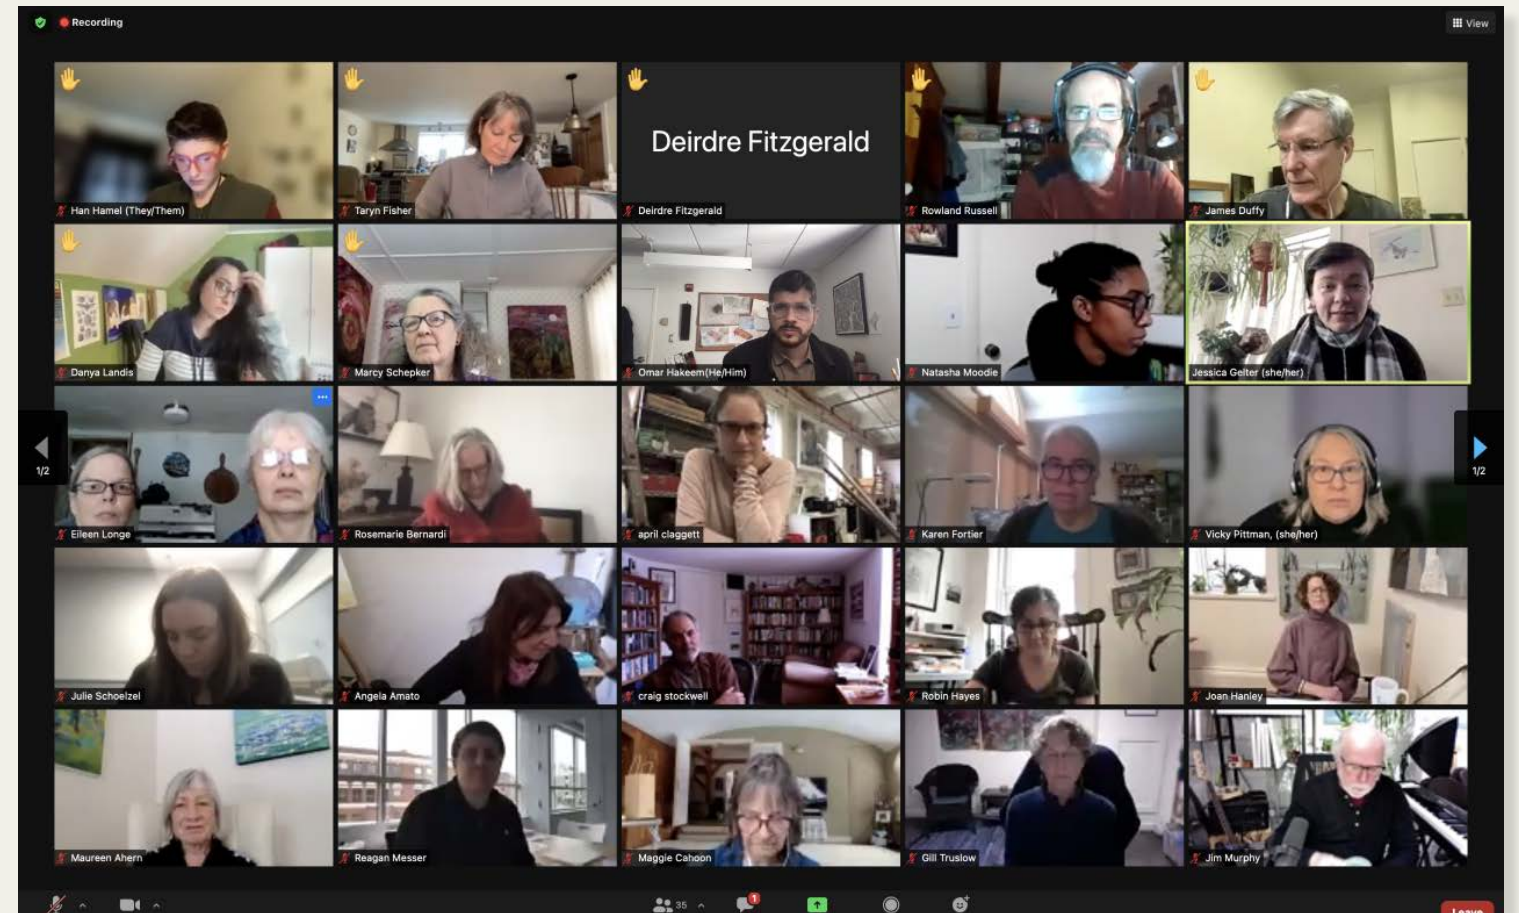 Recording
View
Deirdre Fitzgerald
Han Hamel (They/Them)
Taryn Fisher
Deirdre Fitzgerald
Rowland Russell
James Duffy
Danya Landis
Marcy Schepker
Omar Hakeem(He/Him)
Natasha Moodie
Jessica Gelter (she/her)
1/2
1/2
Eileen Longe
Rosemarie Bernardi
april claggett
Karen Fortier
Vicky Pittman, (she/her)
Julie Schoelzel
Angela Amato
craig stockwell
Robin Hayes
Joan Hanley
Maureen Ahern
Reagan Messer
Maggie Cahoon
Gill Truslow
Jim Murphy
35
1
Leave